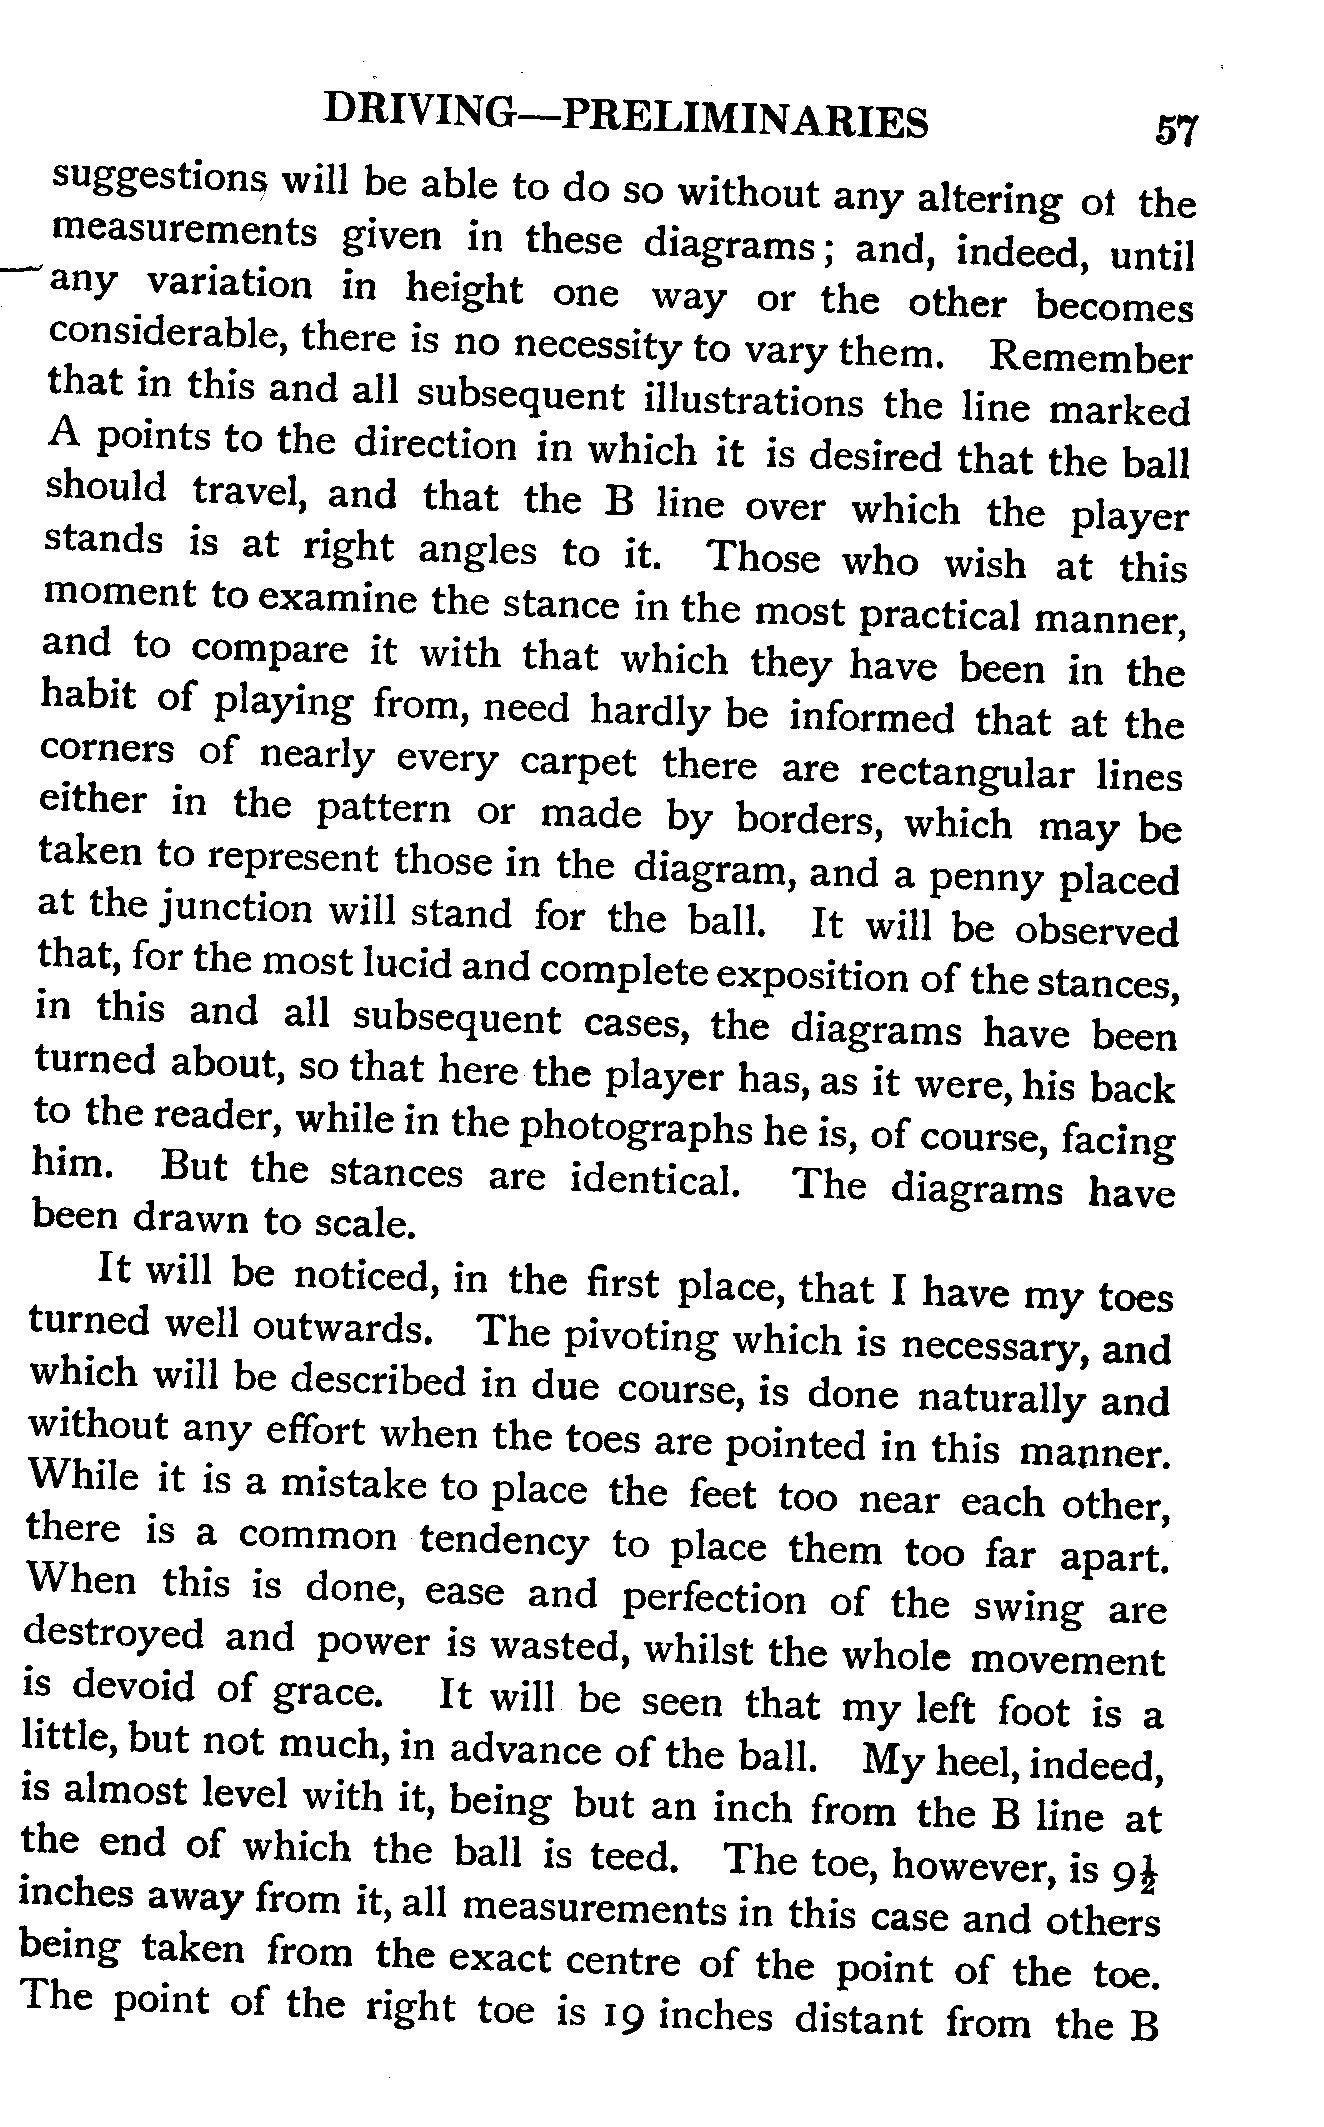 DRIVING—PRELIMINARIES 57
suggestions will be able to do so without any altering of the
measurements given in these diagrams; and, indeed, until
any variation in height one way or the other becomes
considerable, there is no necessity to vary them. Remember
that in this and all subsequent illustrations the line marked
A points to the direction in which it is desired that the ball
should travel, and that the B line over which the player
stands is at right angles to it. Those who wish at this
moment to examine the stance in the most practical manner,
and to compare it with that which they have been in the
habit of playing from, need hardly be informed that at the
corners of nearly every carpet there are rectangular lines
either in the pattern or made by borders, which may be
taken to represent those in the diagram, and a penny placed
at the junction will stand for the ball. It will be observed
that, for the most lucid and complete exposition of the stances,
in this and all subsequent cases, the diagrams have been
turned about, so that here the player has, as it were, his back
to the reader, while in the photographs he is, of course, facing
him. But the stances are identical. The diagrams have
been drawn to scale.
It will be noticed, in the first place, that I have my toes
turned well outwards. The pivoting which is necessary, and
which will be described in due course, is done naturally and
without any effort when the toes are pointed in this manner.
While it is a mistake to place the feet too near each other,
there is a common tendency to place them too far apart.
When this is done, ease and perfection of the swing are
destroyed and power is wasted, whilst the whole movement
is devoid of grace. It will be seen that my left foot is a
little, but not much, in advance of the ball. My heel, indeed,
is almost level with it, being but an inch from the B line at
the end of which the ball is teed. The toe, however, is 9½
inches away from it, all measurements in this case and others
being taken from the exact centre of the point of the toe.
The point of the right toe is 19 inches distant from the B